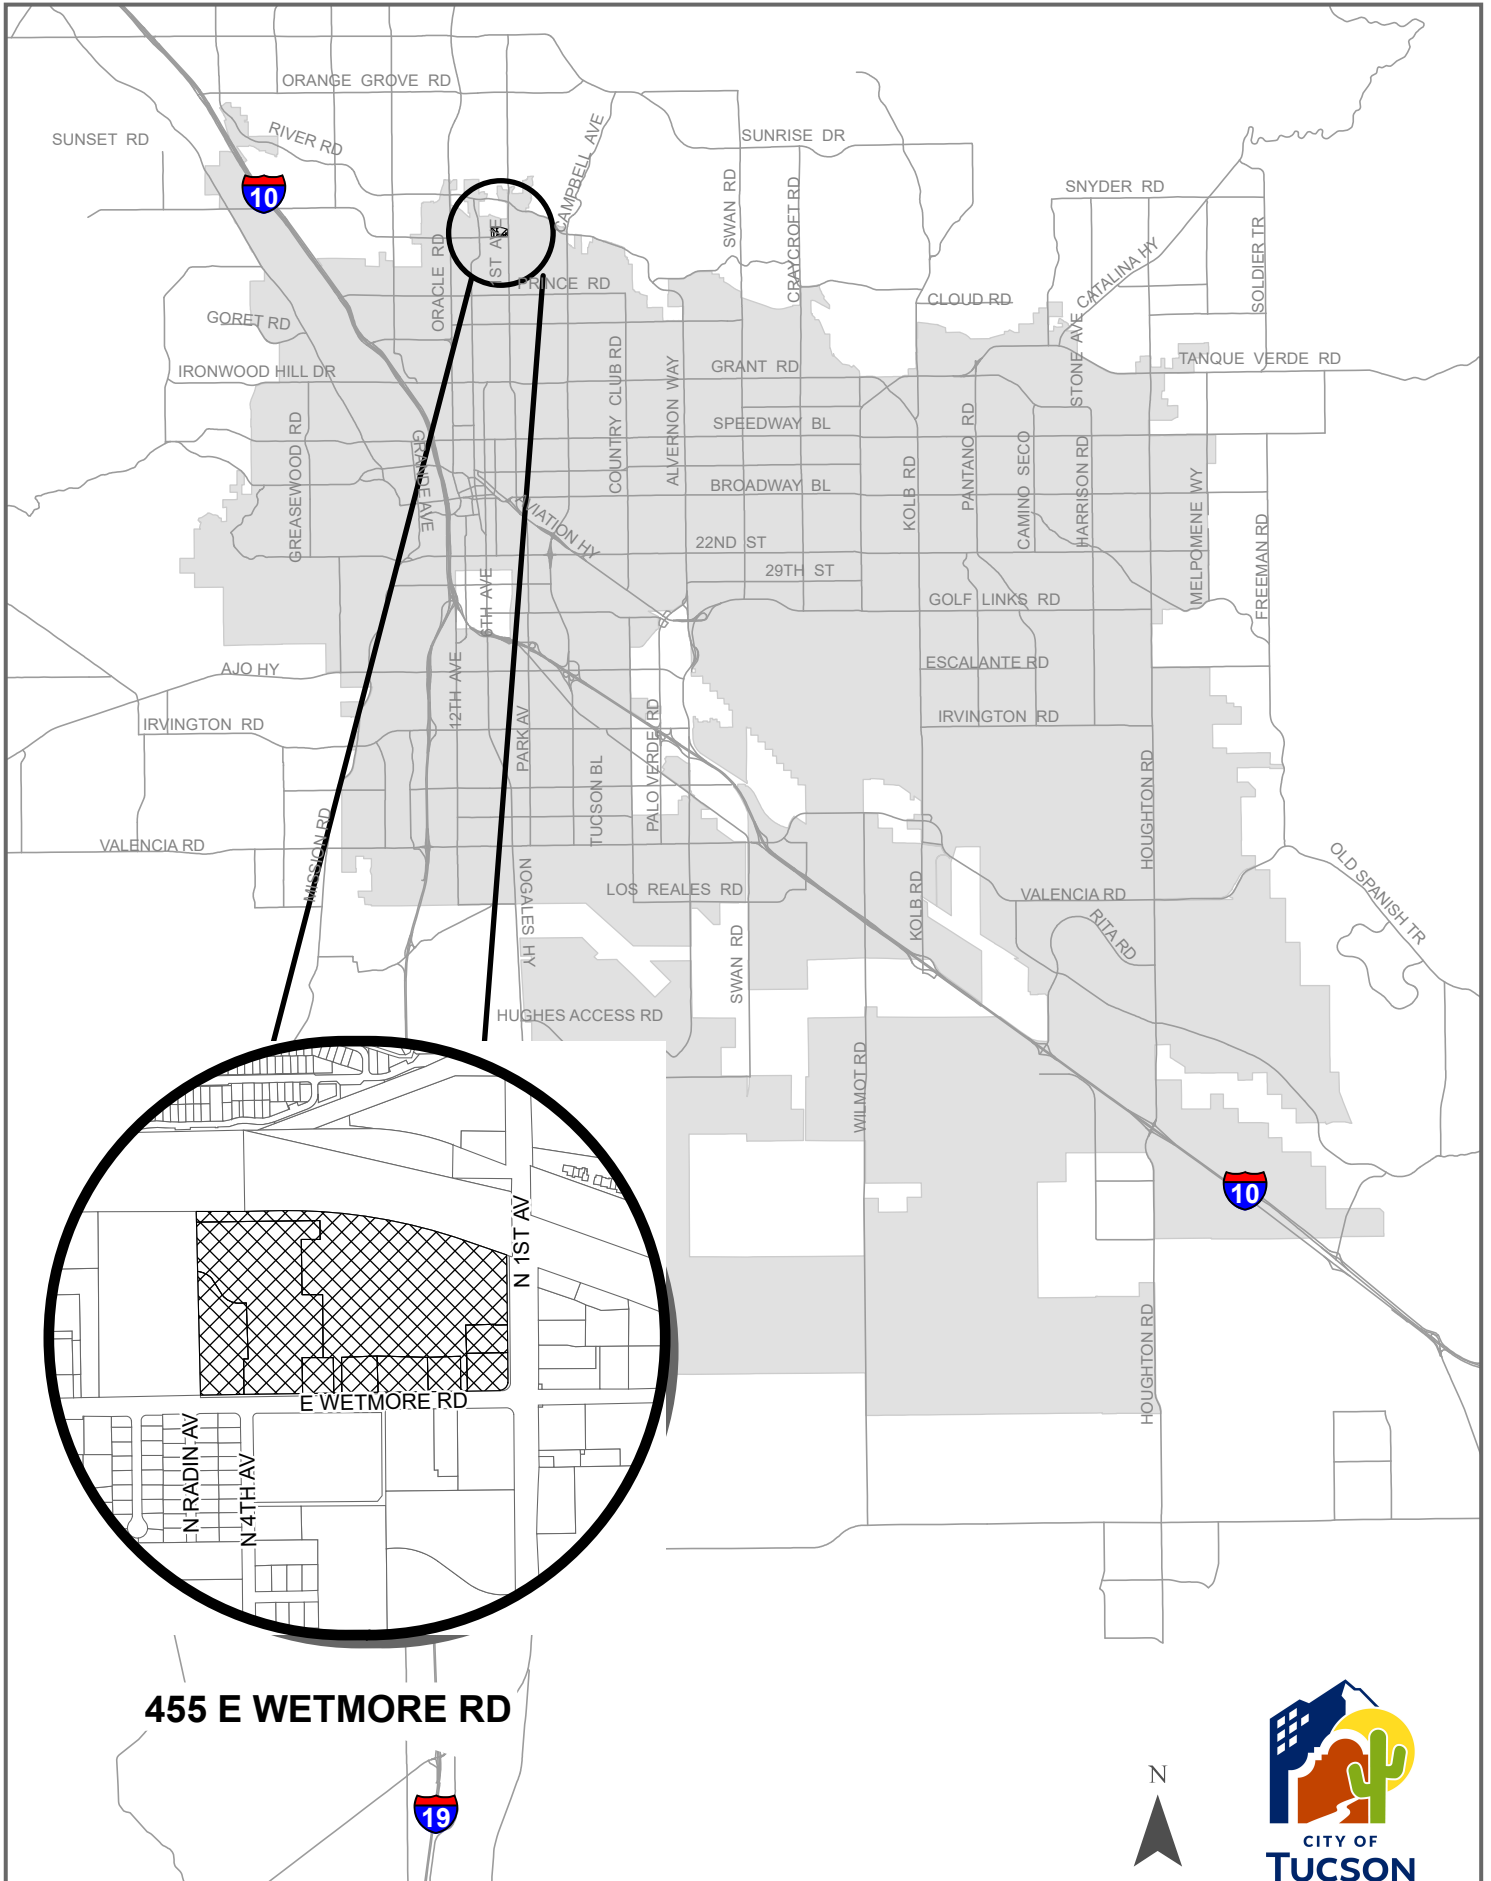 ORANGE GROVE RD
SUNSET RD
RIVER RD
CAMPBELL AVE
SUNRISE DR
10
SWAN RD
CRAYCROFT RD
SNYDER RD
ORACLE RD
1ST AVE
PRINCE RD
CATALINA HY
SOLDIER TR
CLOUD RD
GORET RD
STONE AVE
IRONWOOD HILL DR
COUNTRY CLUB RD
ALVERNON WAY
GRANT RD
TANQUE VERDE RD
GREASEWOOD RD
GRANDE AVE
SPEEDWAY BL
KOLB RD
PANTANO RD
CAMINO SECO
HARRISON RD
BROADWAY BL
MELPOMENE WY
FREEMAN RD
AVIATION HY
22ND ST
29TH ST
6TH AVE
GOLF LINKS RD
AJO HY
12TH AVE
ESCALANTE RD
IRVINGTON RD
PARK AV
PALO VERDE RD
IRVINGTON RD
TUCSON BL
HOUGHTON RD
VALENCIA RD
MISSION RD
NOGALES HY
LOS REALES RD
KOLB RD
VALENCIA RD
OLD SPANISH TR
RITA RD
SWAN RD
HUGHES ACCESS RD
WILMOT RD
10
N 1ST AV
HOUGHTON RD
E WETMORE RD
N RADIN AV
N 4TH AV
455 E WETMORE RD
19
N
CITY OF
TUCSON